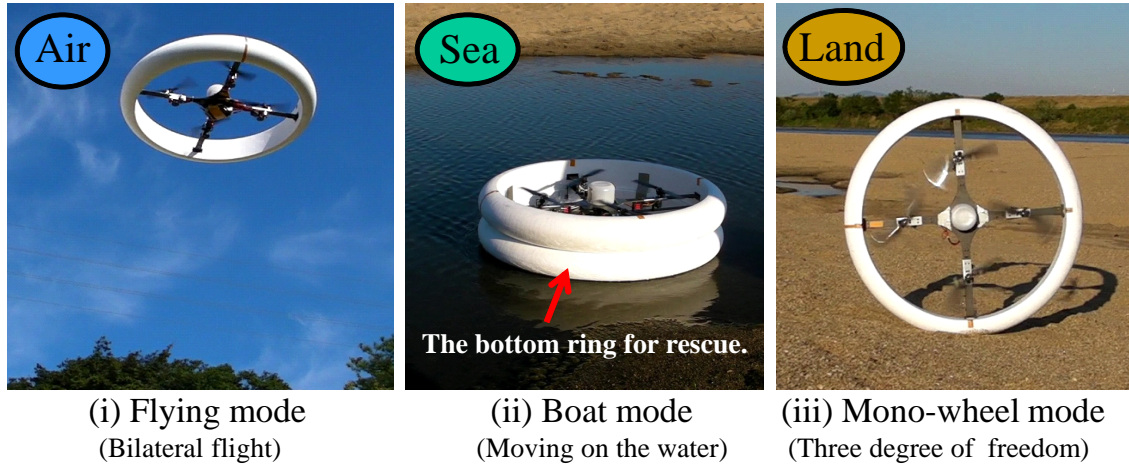 Air
Sea
Land
The bottom ring for rescue.
(i) Flying mode
(Bilateral flight)
(ii) Boat mode
(Moving on the water)
(iii) Mono-wheel mode
(Three degree of freedom)